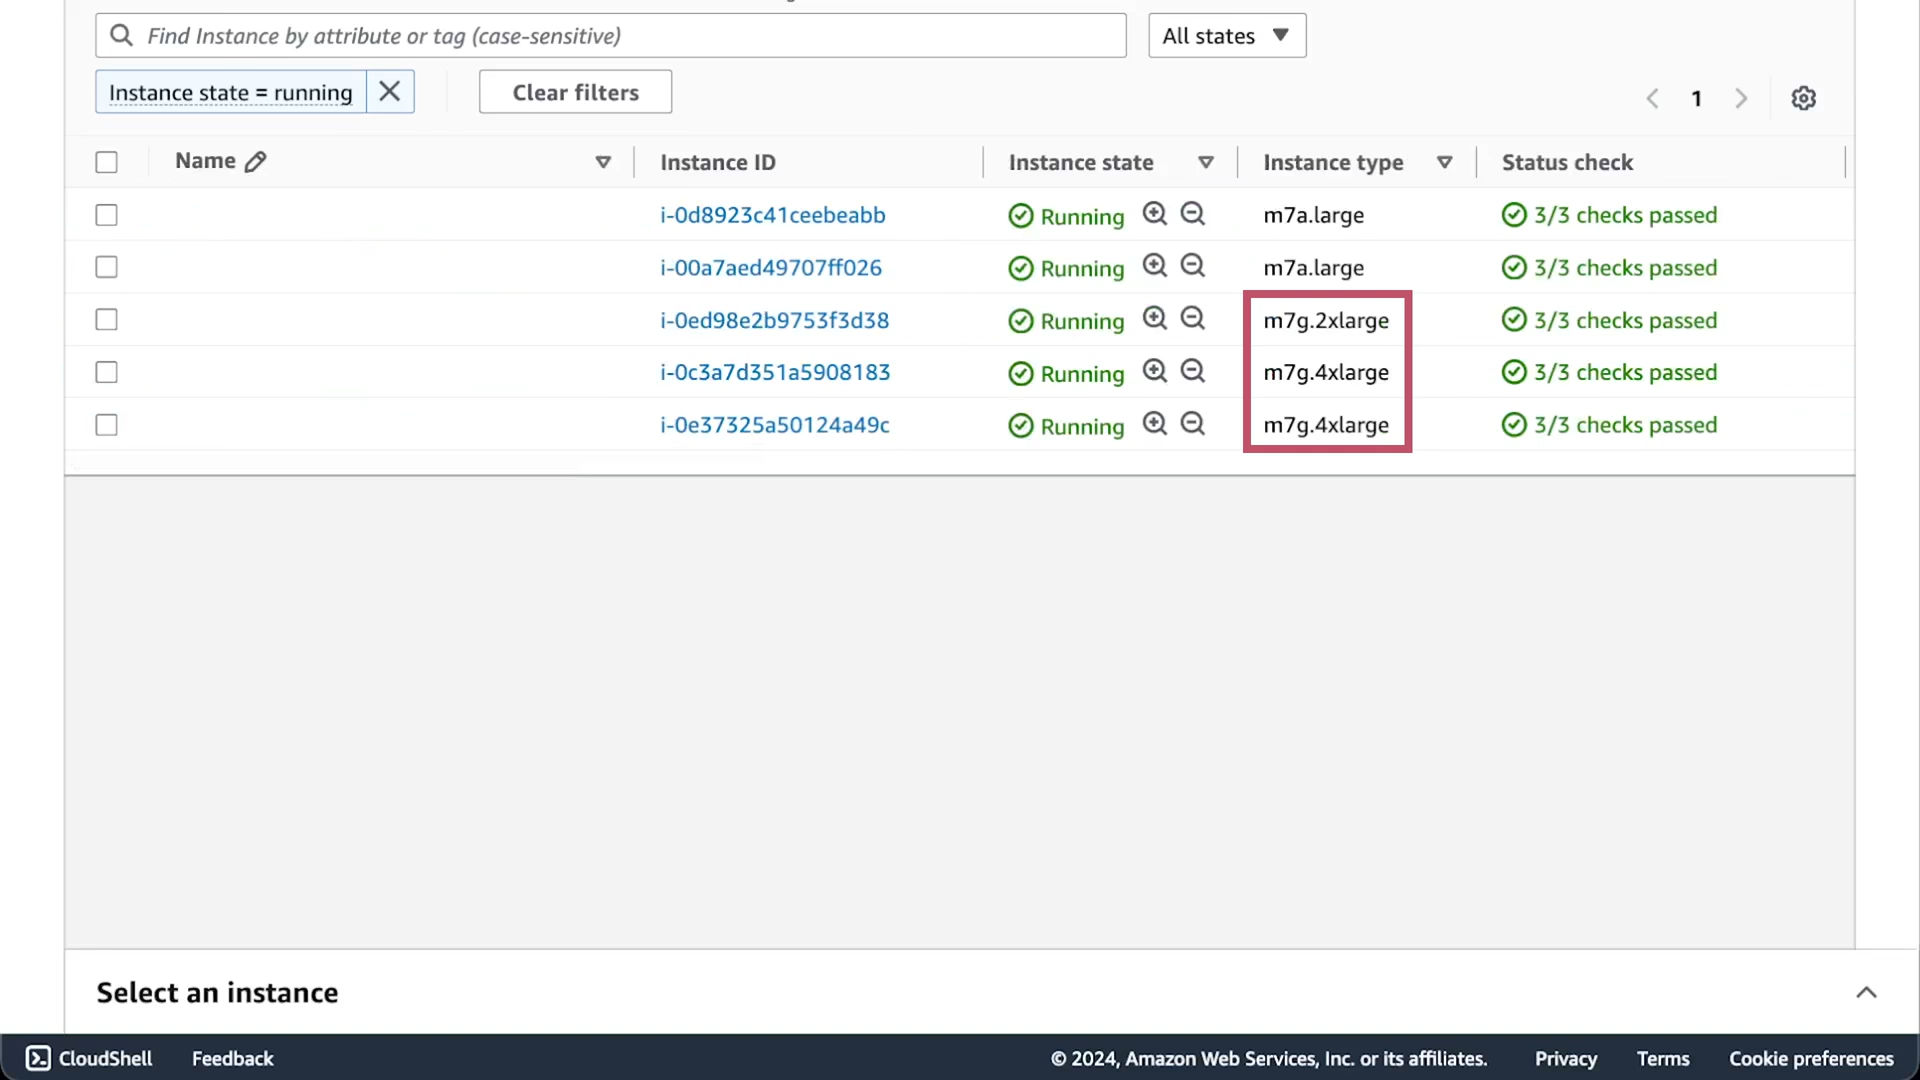 Find Instance by attribute or tag (case-sensitive)
All states
Instance state = running
Clear filters
1
Name Instance ID Instance state Instance type Status check
i-0d8923c41ceebeabb Running m7a.large 3/3 checks passed
i-00a7aed49707ff026 Running m7a.large 3/3 checks passed
i-0ed98e2b9753f3d38 Running m7g.2xlarge 3/3 checks passed
i-0c3a7d351a5908183 Running m7g.4xlarge 3/3 checks passed
i-0e37325a50124a49c Running m7g.4xlarge 3/3 checks passed
Select an instance
CloudShell Feedback © 2024, Amazon Web Services, Inc. or its affiliates. Privacy Terms Cookie preferences